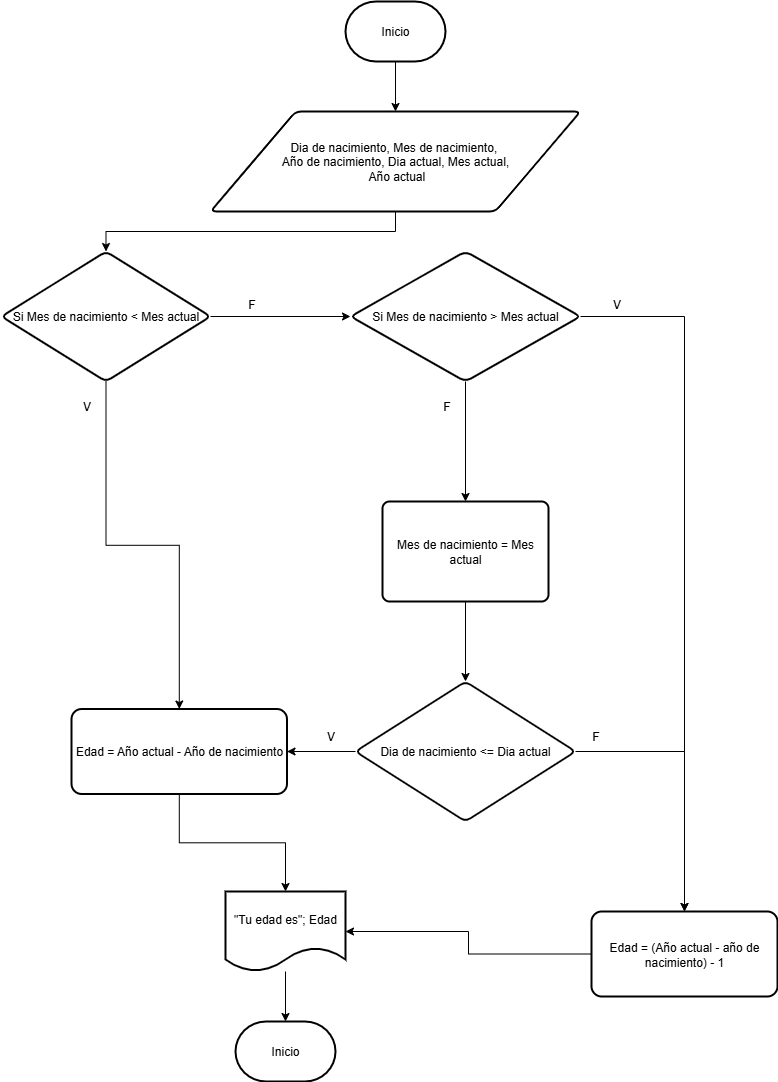 Inicio
Dia de nacimiento, Mes de nacimiento,
Año de nacimiento, Dia actual, Mes actual,
Año actual
Si Mes de nacimiento < Mes actual
F
Si Mes de nacimiento > Mes actual
V
V
F
Mes de nacimiento = Mes
actual
Edad = Año actual - Año de nacimiento
V
Dia de nacimiento <= Dia actual
F
"Tu edad es"; Edad
Edad = (Año actual - año de
nacimiento) - 1
Inicio